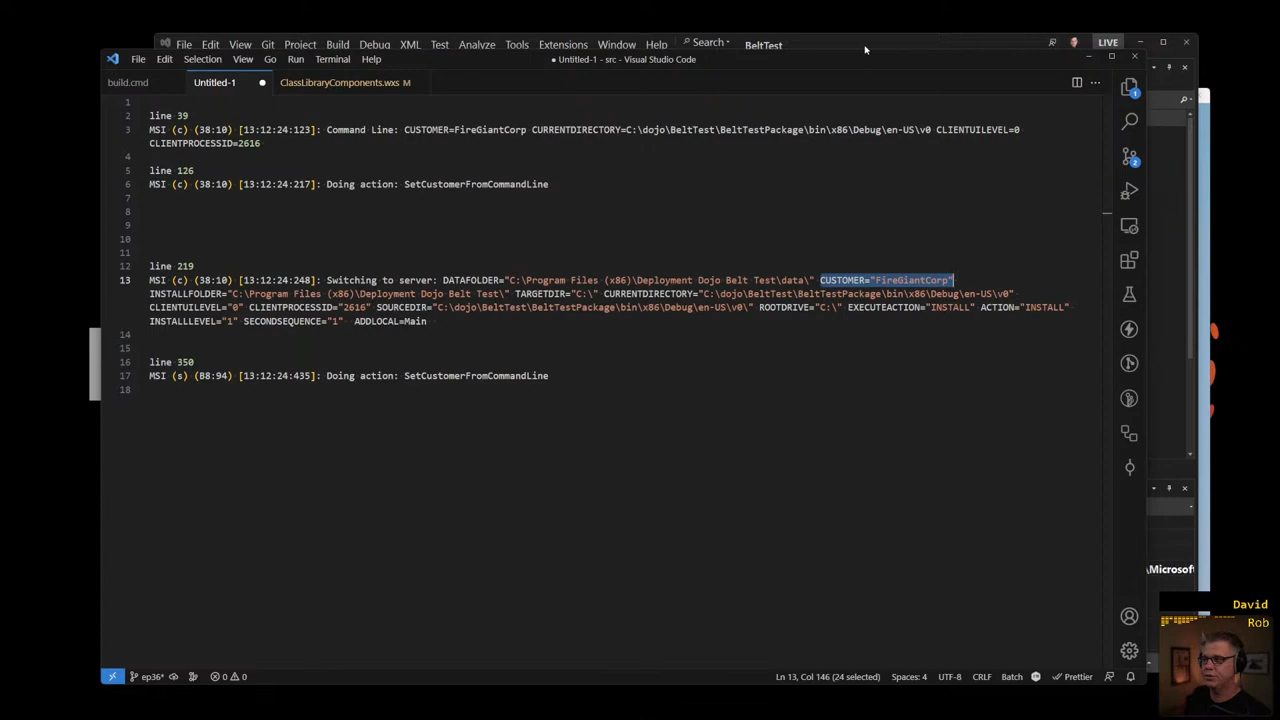 File Edit View Git Project Build Debug XML Test Analyze Tools Extensions Window Help Search BeltTest LIVE
File Edit Selection View Go Run Terminal Help ● Untitled-1 - src - Visual Studio Code
build.cmd Untitled-1 ClassLibraryComponents.wxs M
1
2 line 39
3 MSI (c) (38:10) [13:12:24:123]: Command Line: CUSTOMER=FireGiantCorp CURRENTDIRECTORY=C:\dojo\BeltTest\BeltTestPackage\bin\x86\Debug\en-US\v0 CLIENTUILEVEL=0
CLIENTPROCESSID=2616
4
5 line 126
6 MSI (c) (38:10) [13:12:24:217]: Doing action: SetCustomerFromCommandLine
7
8
9
10
11
12 line 219
13 MSI (c) (38:10) [13:12:24:248]: Switching to server: DATAFOLDER="C:\Program Files (x86)\Deployment Dojo Belt Test\data\" CUSTOMER="FireGiantCorp"
INSTALLFOLDER="C:\Program Files (x86)\Deployment Dojo Belt Test\" TARGETDIR="C:\" CURRENTDIRECTORY="C:\dojo\BeltTest\BeltTestPackage\bin\x86\Debug\en-US\v0"
CLIENTUILEVEL="0" CLIENTPROCESSID="2616" SOURCEDIR="C:\dojo\BeltTest\BeltTestPackage\bin\x86\Debug\en-US\v0\" ROOTDRIVE="C:\" EXECUTEACTION="INSTALL" ACTION="INSTALL"
INSTALLLEVEL="1" SECONDSEQUENCE="1" ADDLOCAL=Main
14
15
16 line 350
17 MSI (s) (B8:94) [13:12:24:435]: Doing action: SetCustomerFromCommandLine
18
\Microsof
David
Rob
ep36* 0 0 Ln 13, Col 146 (24 selected) Spaces: 4 UTF-8 CRLF Batch Prettier